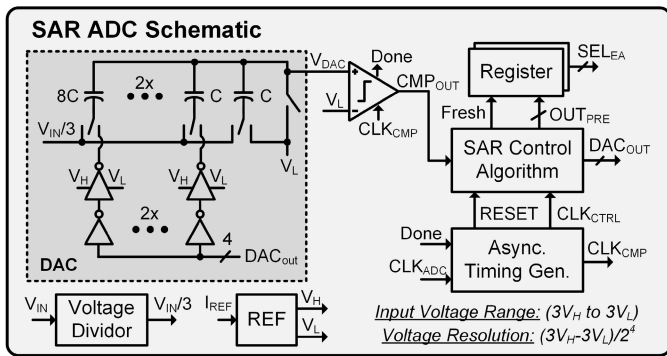 SAR ADC Schematic
8C
2x
C
C
V_IN/3
V_H
V_L
V_H
V_L
V_L
2x
4
DAC_out
DAC
V_DAC
V_L
+
-
Done
CLK_CMP
CMP_OUT
Register
SEL_EA
Fresh
OUT_PRE
SAR Control
Algorithm
DAC_OUT
RESET
CLK_CTRL
Done
CLK_ADC
Async.
Timing Gen.
CLK_CMP
V_IN
Voltage
Dividor
V_IN/3
I_REF
REF
V_H
V_L
Input Voltage Range: (3V_H to 3V_L)
Voltage Resolution: (3V_H-3V_L)/2^4